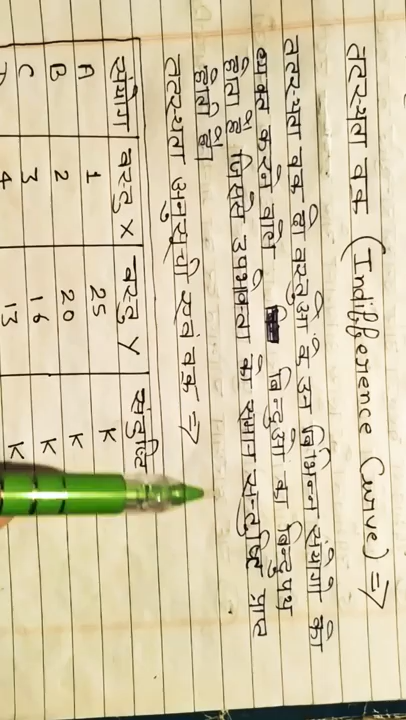 तटस्थता वक्र (Indifference Curve) ⇒
तटस्थता वक्र दो वस्तुओं के उन विभिन्न संयोगों को
व्यक्त करने वाले बिन्दुओं का बिन्दुपथ
होता है जिससे उपभोक्ता को समान सन्तुष्टि प्राप्त
होती है।
तटस्थता अनुसूची एवं वक्र ⇒
संयोग वस्तु X वस्तु Y संतुष्टि
A 1 25 K
B 2 20 K
C 3 16 K
D 4 13 K